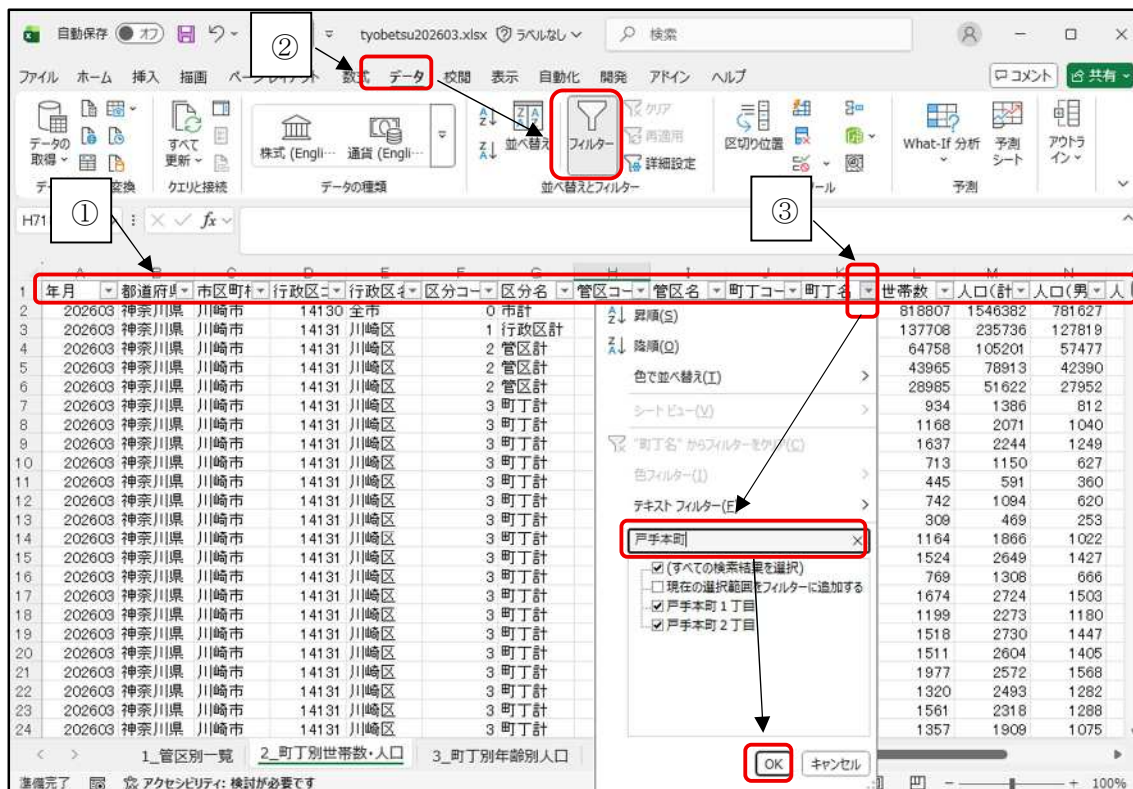 自動保存 オフ tyobetsu202603.xlsx ラベルなし 検索
②
ファイル ホーム 挿入 描画 数式 データ 校閲 表示 自動化 開発 アドイン ヘルプ コメント 共有
データの取得 すべて更新 株式 (Engli… 通貨 (Engli… 並べ替え フィルター クリア 再適用 詳細設定 区切り位置 What-If 分析 予測シート アウトライン
変換 クエリと接続 データの種類 並べ替えとフィルター 予測
H71 ① fx ③
A B C D E F G H I J K L M N
1 年月 都道府県 市区町村 行政区コ 行政区名 区分コー 区分名 管区コー 管区名 町丁コー 町丁名 世帯数 人口(計 人口(男 人
2 202603 神奈川県 川崎市 14130 全市 0 市計 818807 1546382 781627
3 202603 神奈川県 川崎市 14131 川崎区 1 行政区計 137708 235736 127819
4 202603 神奈川県 川崎市 14131 川崎区 2 管区計 64758 105201 57477
5 202603 神奈川県 川崎市 14131 川崎区 2 管区計 43965 78913 42390
6 202603 神奈川県 川崎市 14131 川崎区 2 管区計 28985 51622 27952
7 202603 神奈川県 川崎市 14131 川崎区 3 町丁計 934 1386 812
8 202603 神奈川県 川崎市 14131 川崎区 3 町丁計 1168 2071 1040
9 202603 神奈川県 川崎市 14131 川崎区 3 町丁計 1637 2244 1249
10 202603 神奈川県 川崎市 14131 川崎区 3 町丁計 713 1150 627
11 202603 神奈川県 川崎市 14131 川崎区 3 町丁計 445 591 360
12 202603 神奈川県 川崎市 14131 川崎区 3 町丁計 742 1094 620
13 202603 神奈川県 川崎市 14131 川崎区 3 町丁計 309 469 253
14 202603 神奈川県 川崎市 14131 川崎区 3 町丁計 1164 1866 1022
15 202603 神奈川県 川崎市 14131 川崎区 3 町丁計 1524 2649 1427
16 202603 神奈川県 川崎市 14131 川崎区 3 町丁計 769 1308 666
17 202603 神奈川県 川崎市 14131 川崎区 3 町丁計 1674 2724 1503
18 202603 神奈川県 川崎市 14131 川崎区 3 町丁計 1199 2273 1180
19 202603 神奈川県 川崎市 14131 川崎区 3 町丁計 1518 2730 1447
20 202603 神奈川県 川崎市 14131 川崎区 3 町丁計 1511 2604 1405
21 202603 神奈川県 川崎市 14131 川崎区 3 町丁計 1977 2572 1568
22 202603 神奈川県 川崎市 14131 川崎区 3 町丁計 1320 2493 1282
23 202603 神奈川県 川崎市 14131 川崎区 3 町丁計 1561 2318 1288
24 202603 神奈川県 川崎市 14131 川崎区 3 町丁計 1357 1909 1075
昇順(S)
降順(O)
色で並べ替え(T)
シート ビュー(V)
"町丁名" からフィルターをクリア(C)
色フィルター(I)
テキスト フィルター(F)
戸手本町
(すべての検索結果を選択)
現在の選択範囲をフィルターに追加する
戸手本町1丁目
戸手本町2丁目
OK キャンセル
1_管区別一覧 2_町丁別世帯数・人口 3_町丁別年齢別人口
準備完了 アクセシビリティ: 検討が必要です 100%